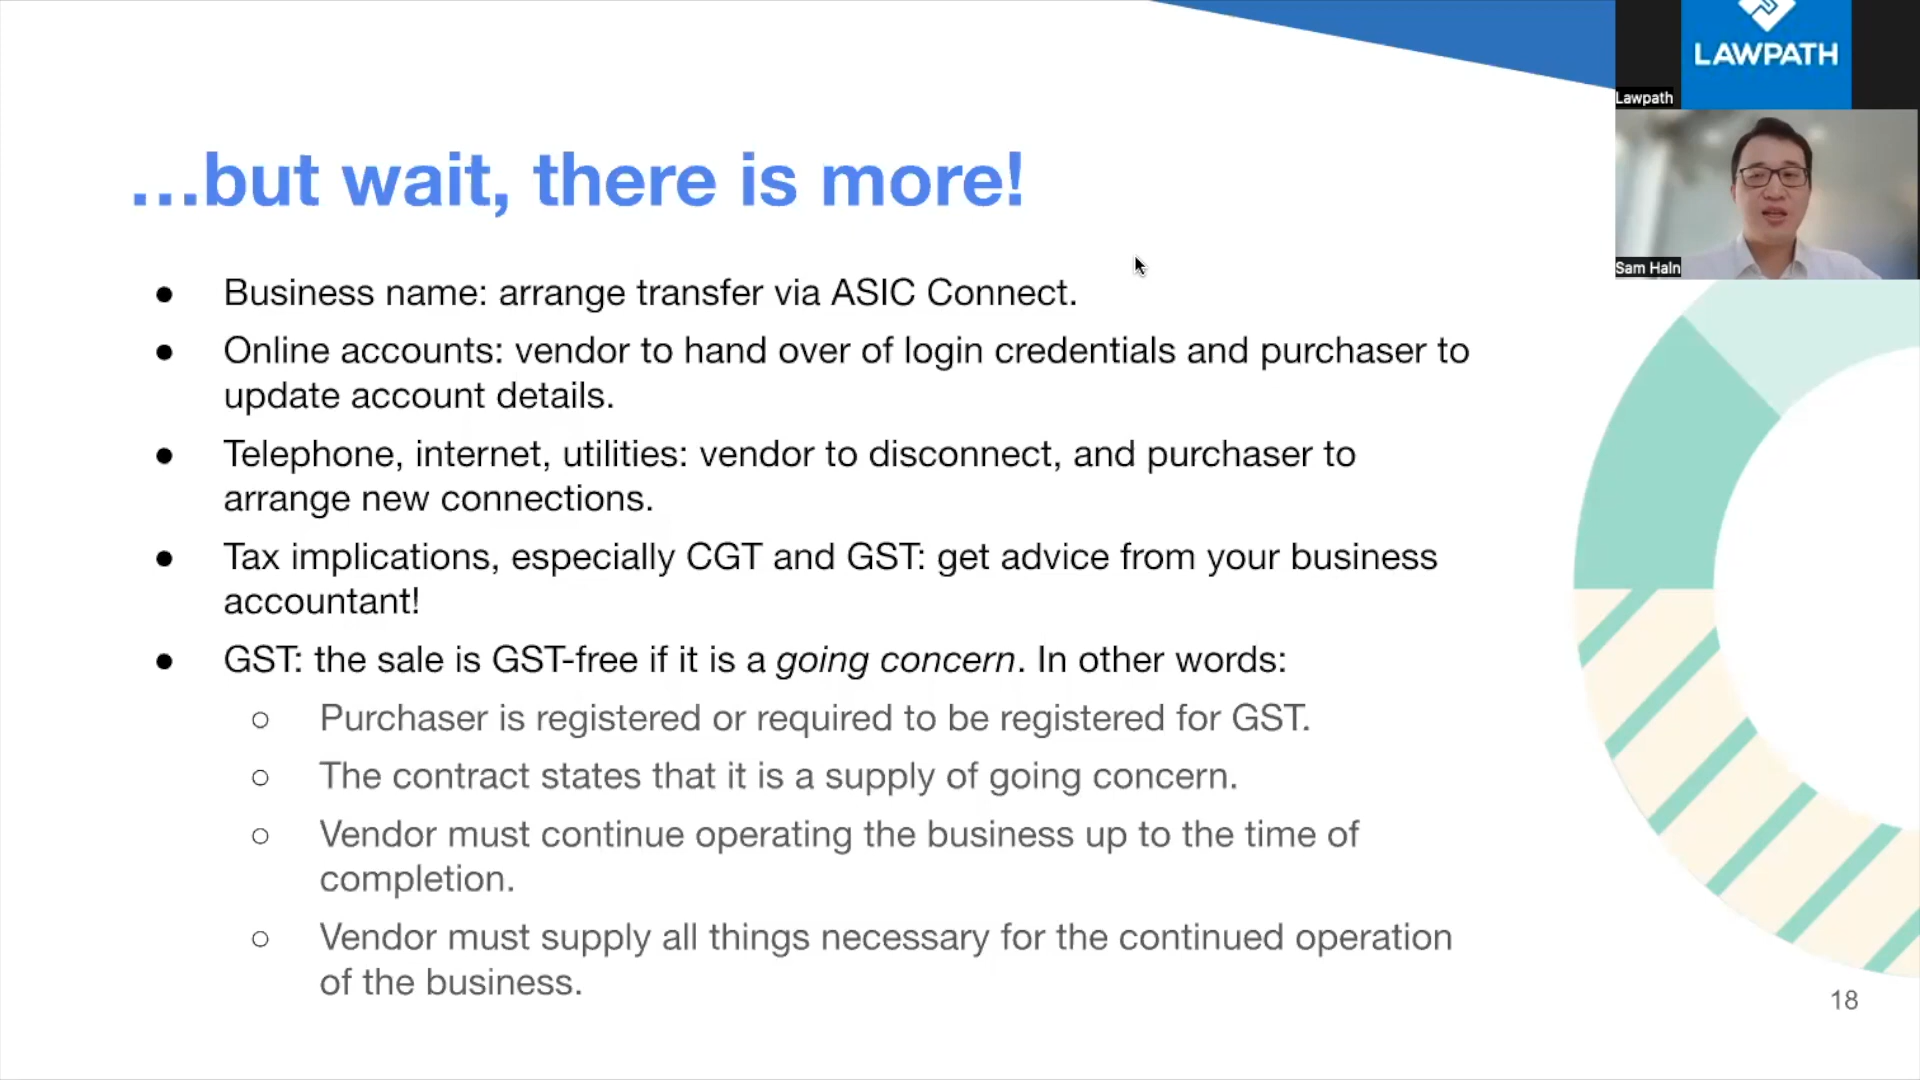 LAWPATH
Lawpath
Sam Haln
…but wait, there is more!
● Business name: arrange transfer via ASIC Connect.
● Online accounts: vendor to hand over of login credentials and purchaser to
update account details.
● Telephone, internet, utilities: vendor to disconnect, and purchaser to
arrange new connections.
● Tax implications, especially CGT and GST: get advice from your business
accountant!
● GST: the sale is GST-free if it is a going concern. In other words:
○ Purchaser is registered or required to be registered for GST.
○ The contract states that it is a supply of going concern.
○ Vendor must continue operating the business up to the time of
completion.
○ Vendor must supply all things necessary for the continued operation
of the business.
18